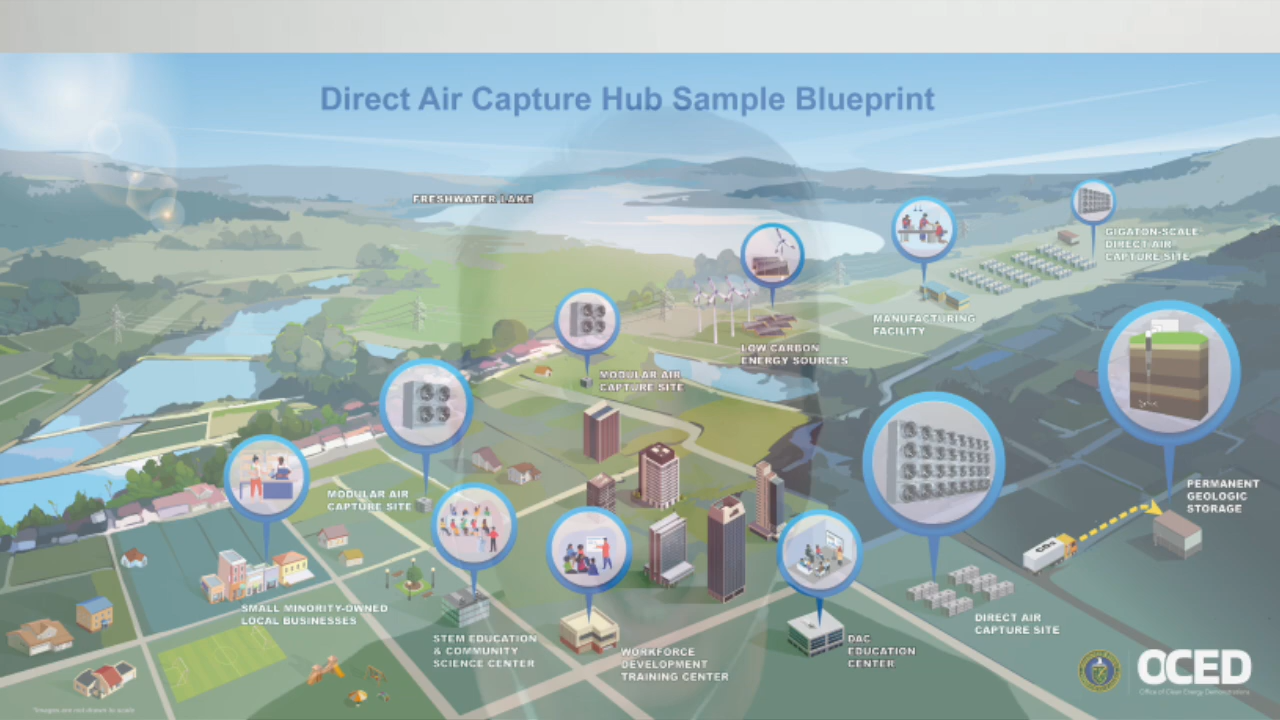 Direct Air Capture Hub Sample Blueprint
FRESHWATER LAKE
GIGATON-SCALE
DIRECT AIR
CAPTURE SITE
MANUFACTURING
FACILITY
LOW CARBON
ENERGY SOURCES
MODULAR AIR
CAPTURE SITE
MODULAR AIR
CAPTURE SITE
PERMANENT
GEOLOGIC
STORAGE
CO₂
SMALL MINORITY-OWNED
LOCAL BUSINESSES
STEM EDUCATION
& COMMUNITY
SCIENCE CENTER
WORKFORCE
DEVELOPMENT
TRAINING CENTER
DAC
EDUCATION
CENTER
DIRECT AIR
CAPTURE SITE
OCED
Office of Clean Energy Demonstrations
*Images are not drawn to scale